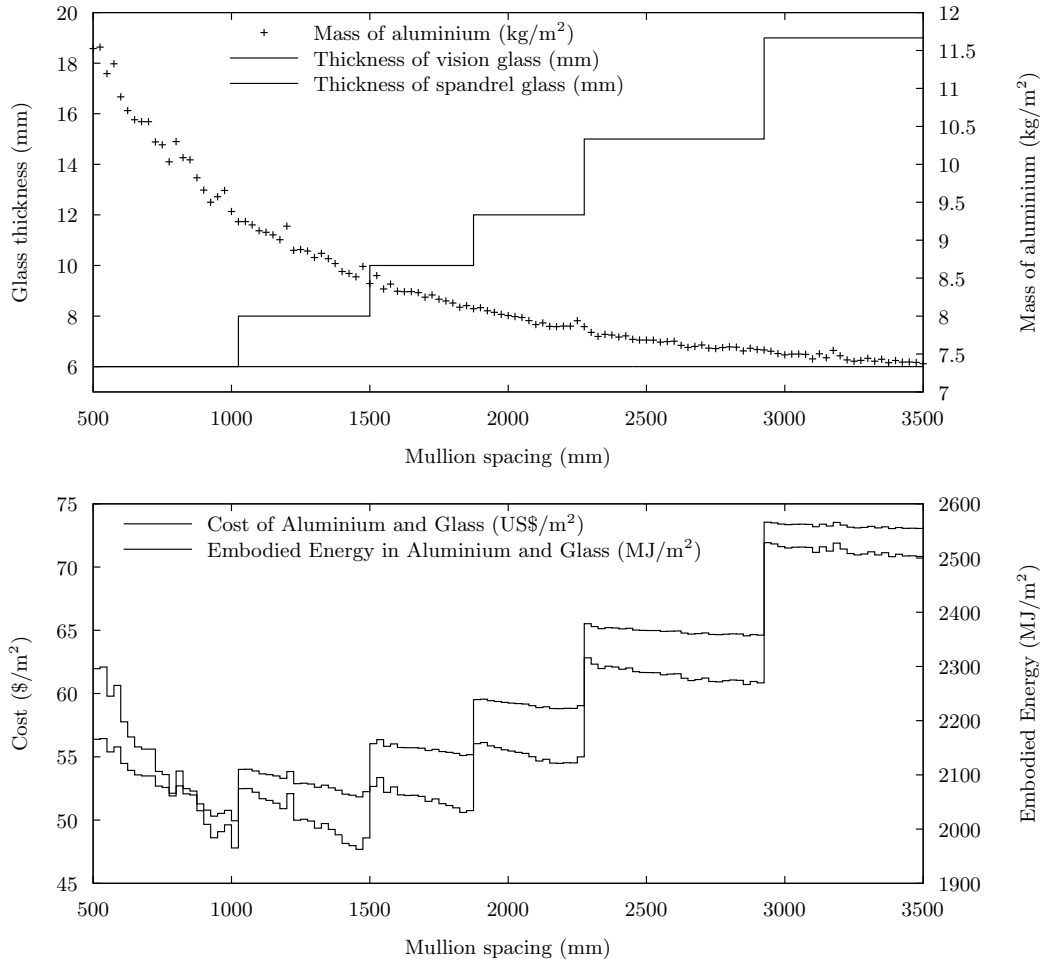 20
18
16
14
12
10
8
6
Glass thickness (mm)
12
11.5
11
10.5
10
9.5
9
8.5
8
7.5
7
Mass of aluminium (kg/m²)
Mass of aluminium (kg/m²)
Thickness of vision glass (mm)
Thickness of spandrel glass (mm)
500 1000 1500 2000 2500 3000 3500
Mullion spacing (mm)
75
70
65
60
55
50
45
Cost ($/m²)
2600
2500
2400
2300
2200
2100
2000
1900
Embodied Energy (MJ/m²)
Cost of Aluminium and Glass (US$/m²)
Embodied Energy in Aluminium and Glass (MJ/m²)
500 1000 1500 2000 2500 3000 3500
Mullion spacing (mm)